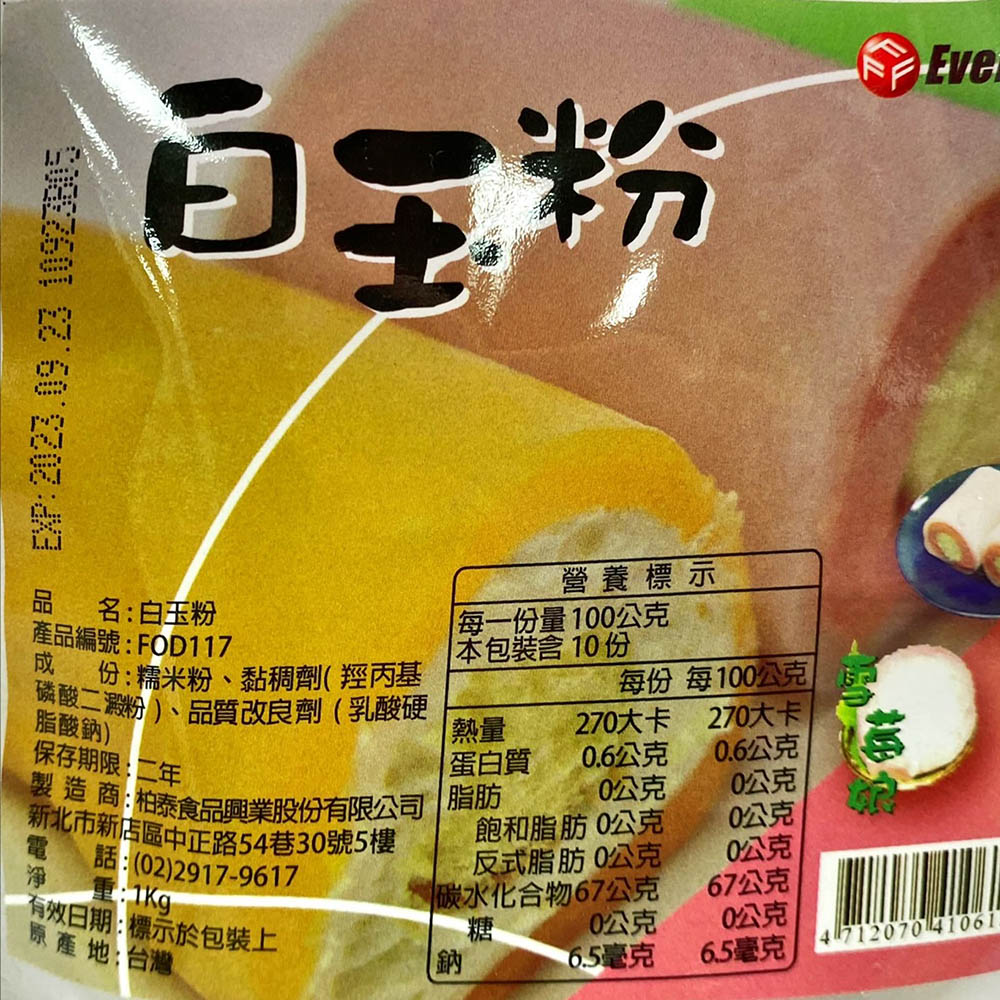 Eve
白玉粉
EXP: 2023.09.23 10923505
品 名:白玉粉
產品編號:FOD117
成 份:糯米粉、黏稠劑( 羥丙基
磷酸二澱粉)、品質改良劑 (乳酸硬
脂酸鈉)
保存期限:二年
製 造 商:柏泰食品興業股份有限公司
新北市新店區中正路54巷30號5樓
電 話:(02)2917-9617
淨 重:1Kg
有效日期:標示於包裝上
原 產 地:台灣
營養標示
每一份量 100公克
本包裝含 10 份
每份 每100公克
熱量 270大卡 270大卡
蛋白質 0.6公克 0.6公克
脂肪 0公克 0公克
飽和脂肪 0公克 0公克
反式脂肪 0公克 0公克
碳水化合物 67公克 67公克
糖 0公克 0公克
鈉 6.5毫克 6.5毫克
雪莓娘
4 712070 41061